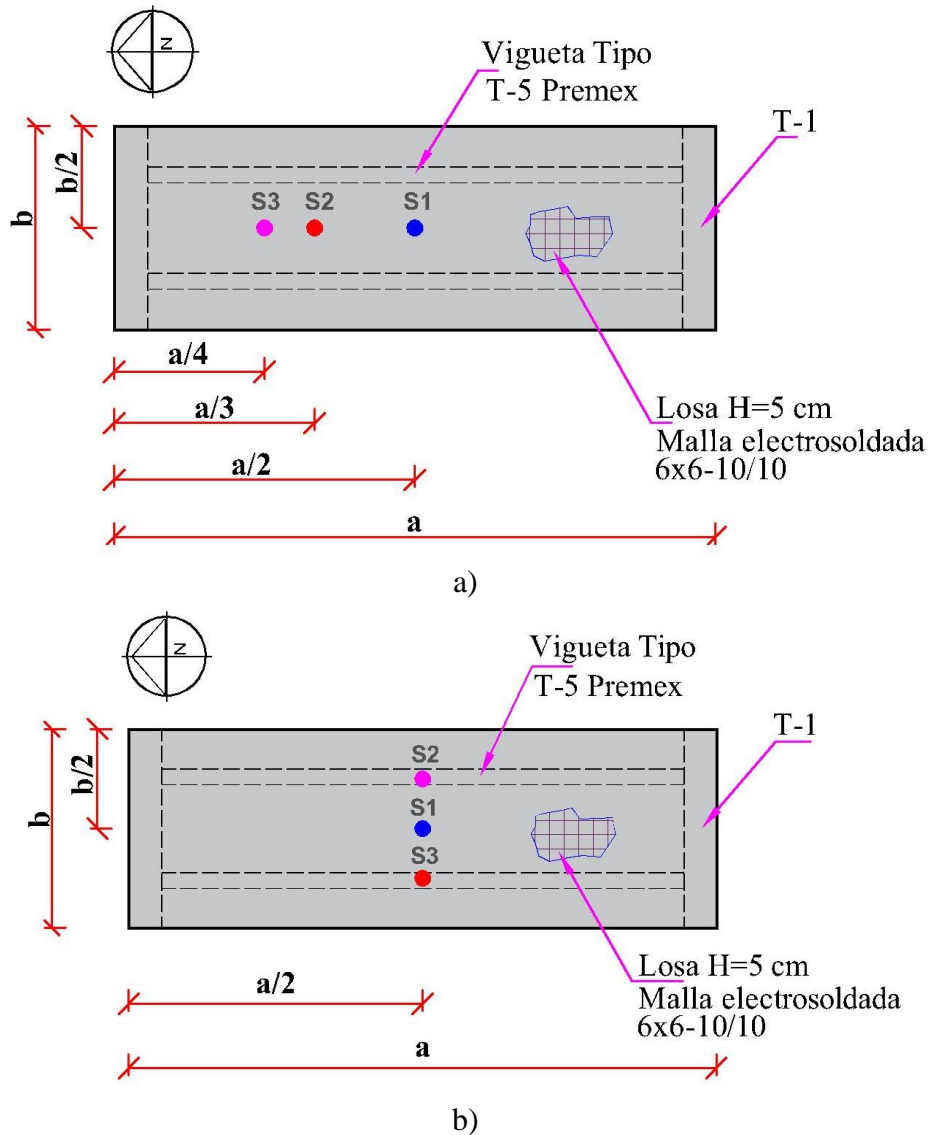 N
Vigueta Tipo
T-5 Premex
T-1
b
b/2
S3
S2
S1
a/4
a/3
a/2
a
Losa H=5 cm
Malla electrosoldada
6x6-10/10
a)
N
Vigueta Tipo
T-5 Premex
T-1
b
b/2
S2
S1
S3
a/2
a
Losa H=5 cm
Malla electrosoldada
6x6-10/10
b)